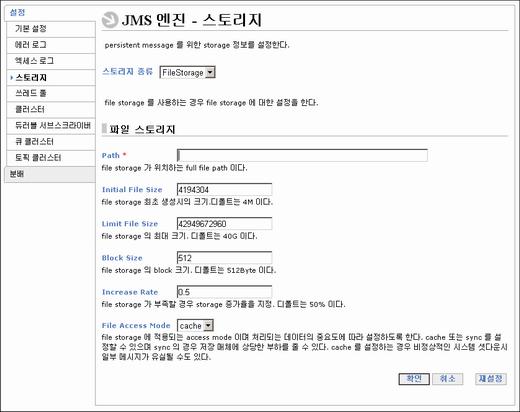 설정
기본 설정
에러 로그
엑세스 로그
스토리지
쓰레드 풀
클러스터
듀러블 서브스크라이버
큐 클러스터
토픽 클러스터
분배
JMS 엔진 - 스토리지
persistent message 를 위한 storage 정보를 설정한다.
스토리지 종류 FileStorage
file storage 를 사용하는 경우 file storage 에 대한 설정을 한다.
파일 스토리지
Path *
file storage 가 위치하는 full file path 이다.
Initial File Size 4194304
file storage 최초 생성시의 크기.디폴트는 4M 이다.
Limit File Size 42949672960
file storage 의 최대 크기. 디폴트는 40G 이다.
Block Size 512
file storage 의 block 크기. 디폴트는 512Byte 이다.
Increase Rate 0.5
file storage 가 부족할 경우 storage 증가율을 지정. 디폴트는 50% 이다.
File Access Mode cache
file storage 에 적용되는 access mode 이며 처리되는 데이터의 중요도에 따라 설정하도록 한다. cache 또는 sync 를 설
정할 수 있으며 sync 의 경우 저장 매체에 상당한 부하를 줄 수 있다. cache 를 설정하는 경우 비정상적인 시스템 셧다운시
일부 메시지가 유실될 수도 있다.
확인 취소 재설정